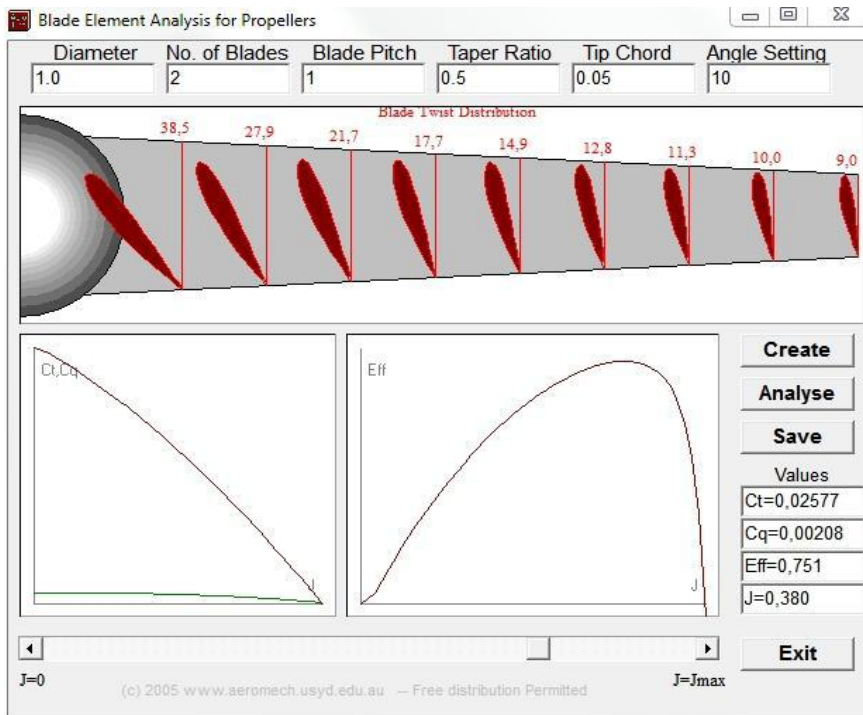 Blade Element Analysis for Propellers
Diameter No. of Blades Blade Pitch Taper Ratio Tip Chord Angle Setting
1.0 2 1 0.5 0.05 10
Blade Twist Distribution
38,5 27,9 21,7 17,7 14,9 12,8 11,3 10,0 9,0
Ct,Cq
J
Eff
J
Create
Analyse
Save
Values
Ct=0,02577
Cq=0,00208
Eff=0,751
J=0,380
Exit
J=0 J=Jmax
(c) 2005 www.aeromech.usyd.edu.au -- Free distribution Permitted